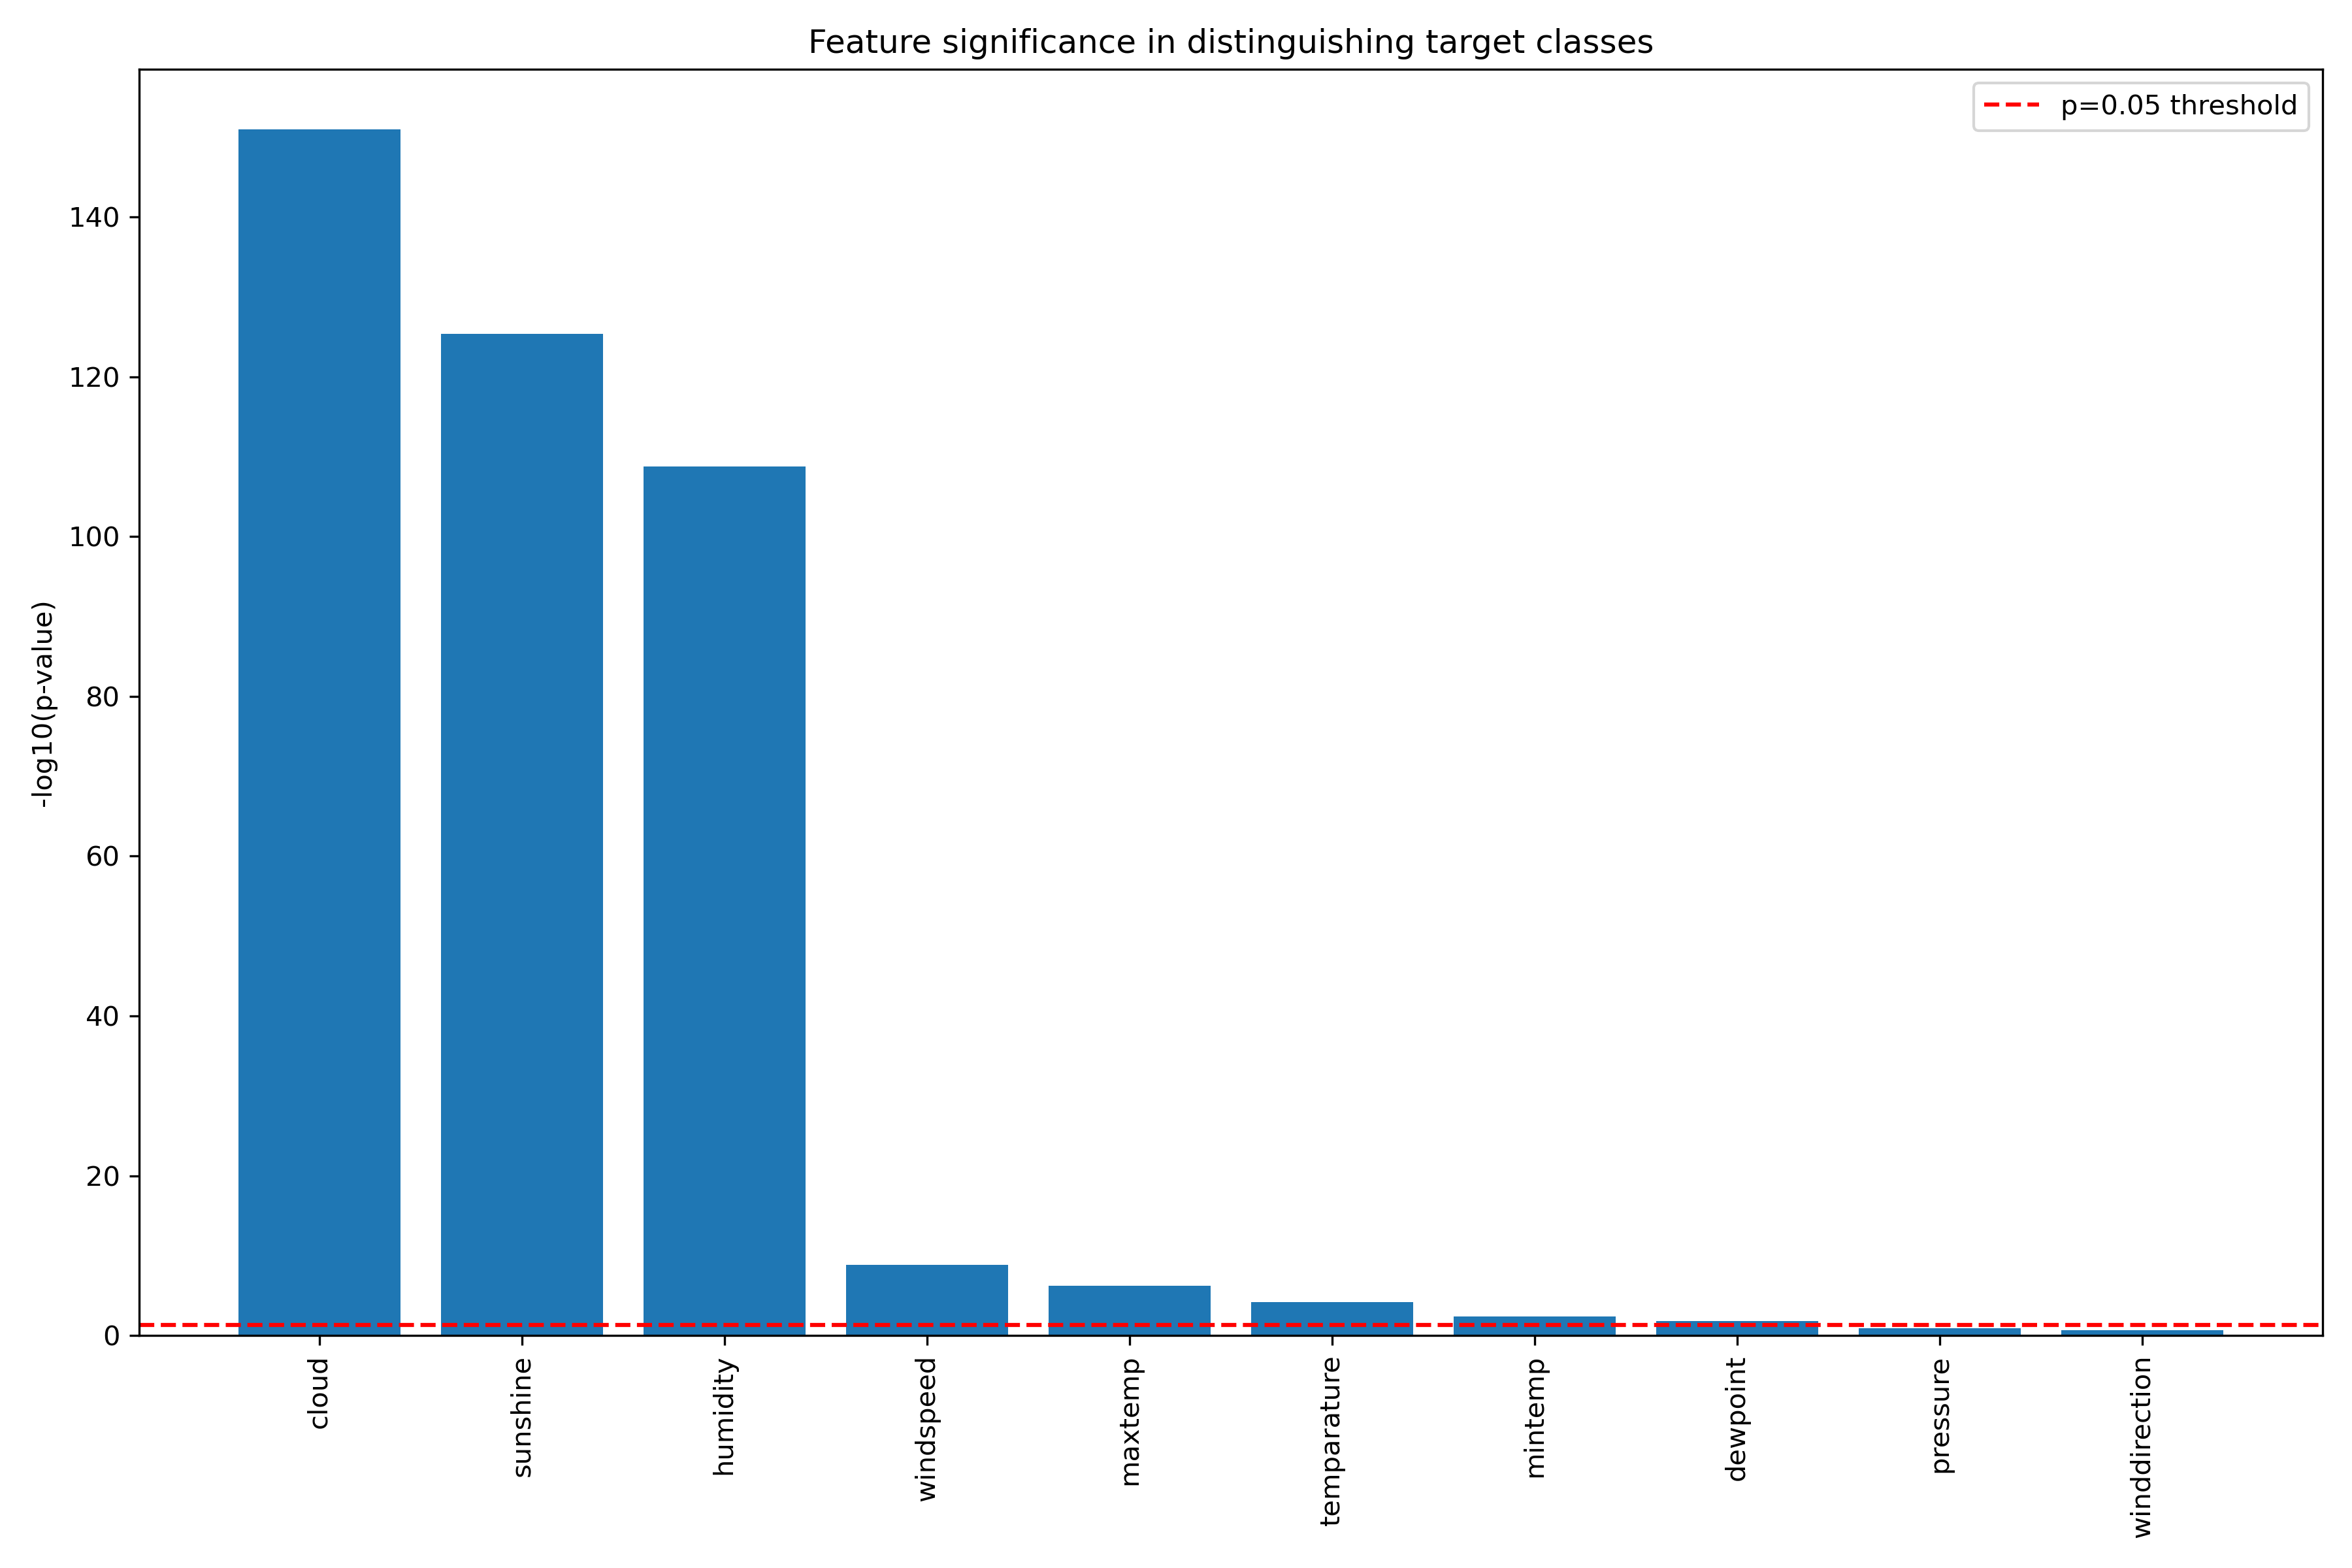 Feature significance in distinguishing target classes
p=0.05 threshold
-log10(p-value)
140
120
100
80
60
40
20
0
cloud
sunshine
humidity
windspeed
maxtemp
temparature
mintemp
dewpoint
pressure
winddirection